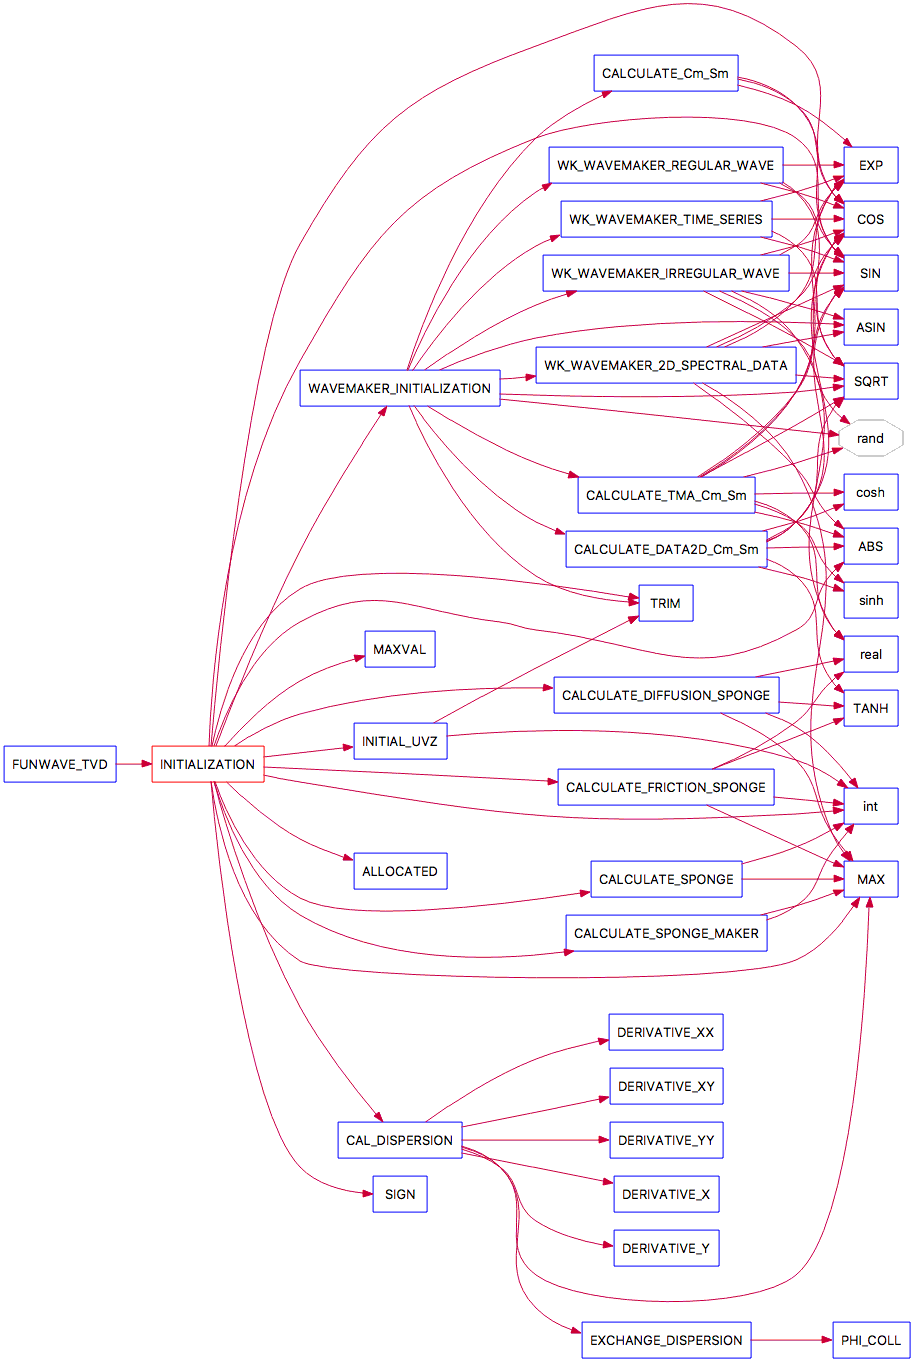 CALCULATE_Cm_Sm
WK_WAVEMAKER_REGULAR_WAVE
EXP
WK_WAVEMAKER_TIME_SERIES
COS
WK_WAVEMAKER_IRREGULAR_WAVE
SIN
ASIN
WK_WAVEMAKER_2D_SPECTRAL_DATA
SQRT
WAVEMAKER_INITIALIZATION
rand
CALCULATE_TMA_Cm_Sm
cosh
CALCULATE_DATA2D_Cm_Sm
ABS
TRIM
sinh
MAXVAL
real
CALCULATE_DIFFUSION_SPONGE
TANH
INITIAL_UVZ
FUNWAVE_TVD
INITIALIZATION
CALCULATE_FRICTION_SPONGE
int
ALLOCATED
CALCULATE_SPONGE
MAX
CALCULATE_SPONGE_MAKER
DERIVATIVE_XX
DERIVATIVE_XY
CAL_DISPERSION
DERIVATIVE_YY
SIGN
DERIVATIVE_X
DERIVATIVE_Y
EXCHANGE_DISPERSION
PHI_COLL